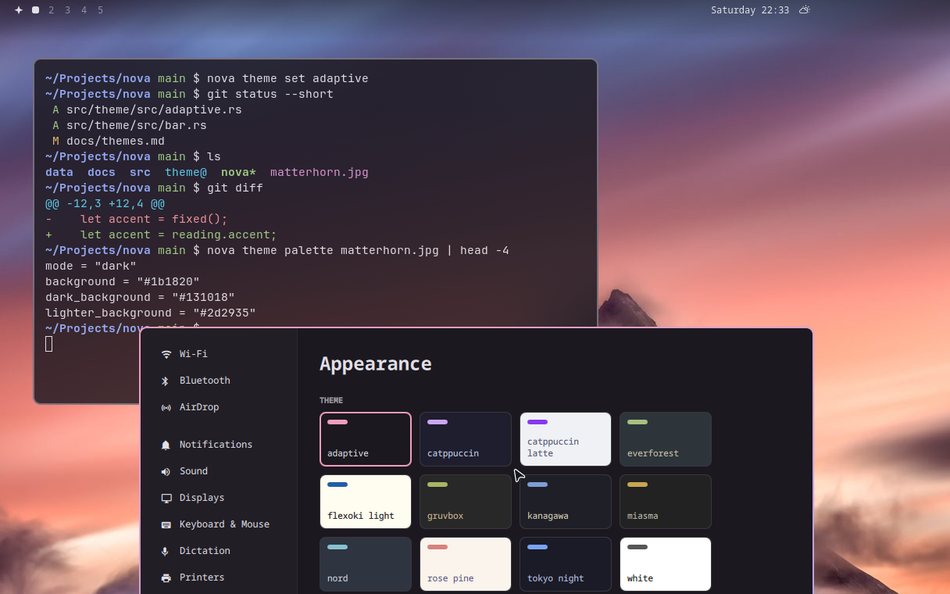 2 3 4 5
Saturday 22:33
~/Projects/nova main $ nova theme set adaptive
~/Projects/nova main $ git status --short
A src/theme/src/adaptive.rs
A src/theme/src/bar.rs
M docs/themes.md
~/Projects/nova main $ ls
data docs src theme@ nova* matterhorn.jpg
~/Projects/nova main $ git diff
@@ -12,3 +12,4 @@
-    let accent = fixed();
+    let accent = reading.accent;
~/Projects/nova main $ nova theme palette matterhorn.jpg | head -4
mode = "dark"
background = "#1b1820"
dark_background = "#131018"
lighter_background = "#2d2935"
~/Projects/nova main $
Wi-Fi
Bluetooth
AirDrop
Notifications
Sound
Displays
Keyboard & Mouse
Dictation
Printers
Appearance
THEME
adaptive
catppuccin
catppuccin
latte
everforest
flexoki light
gruvbox
kanagawa
miasma
nord
rose pine
tokyo night
white